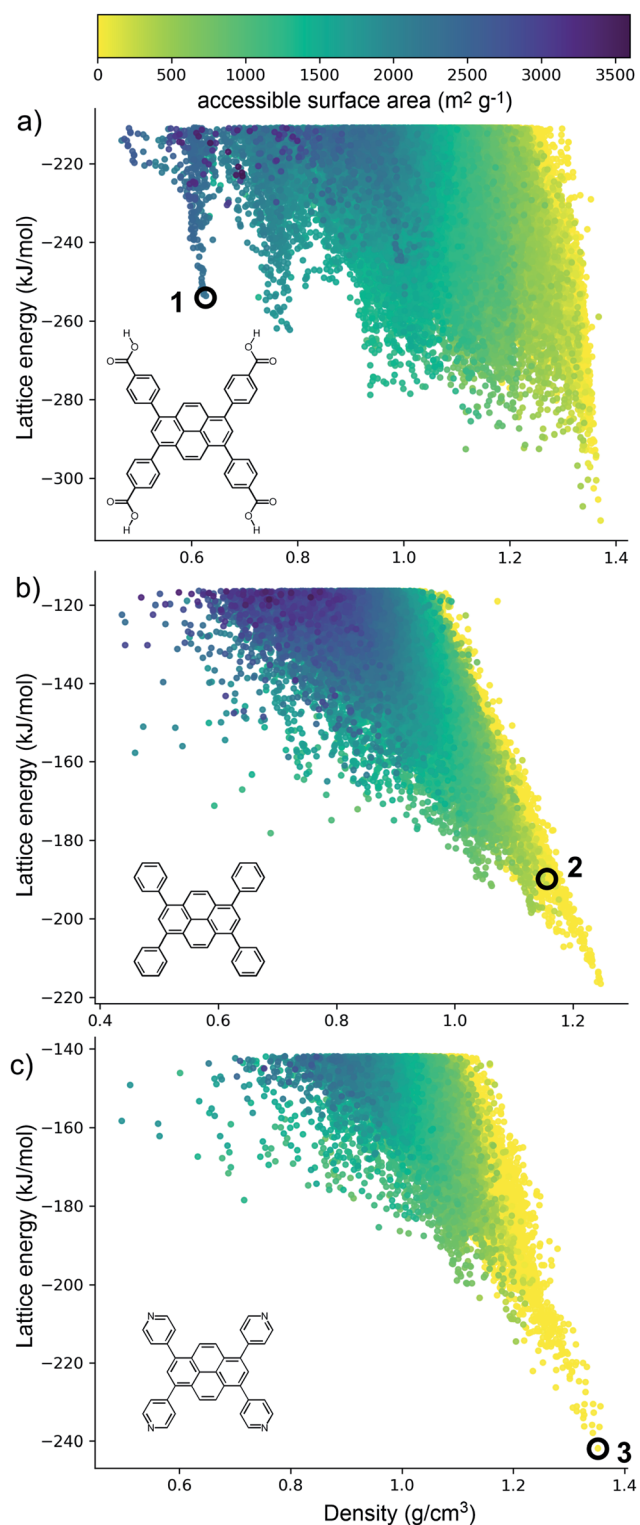 0 500 1000 1500 2000 2500 3000 3500
accessible surface area (m² g⁻¹)
a)
Lattice energy (kJ/mol)
−220
−240
−260
−280
−300
1
H
O
O
H
O
O
O
O
H
O
O
H
0.6 0.8 1.0 1.2 1.4
b)
Lattice energy (kJ/mol)
−120
−140
−160
−180
−200
−220
2
0.4 0.6 0.8 1.0 1.2
c)
Lattice energy (kJ/mol)
−140
−160
−180
−200
−220
−240
N
N
N
N
3
0.6 0.8 1.0 1.2 1.4
Density (g/cm³)